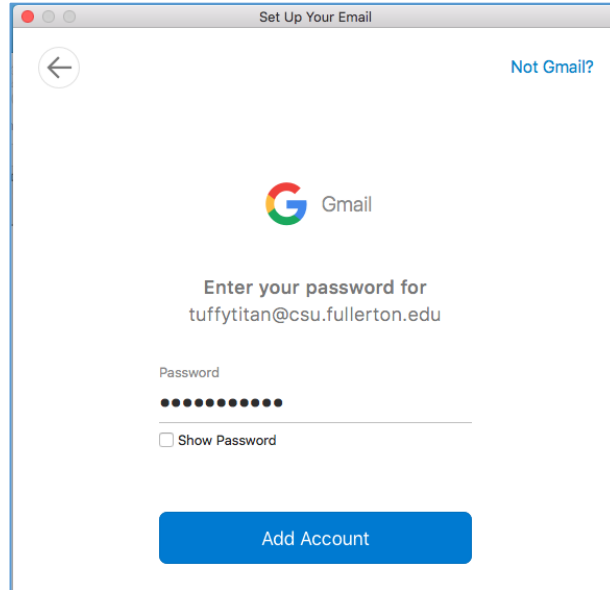 Set Up Your Email
Not Gmail?
Gmail
Enter your password for
tuffytitan@csu.fullerton.edu
Password
●●●●●●●●●●●
Show Password
Add Account